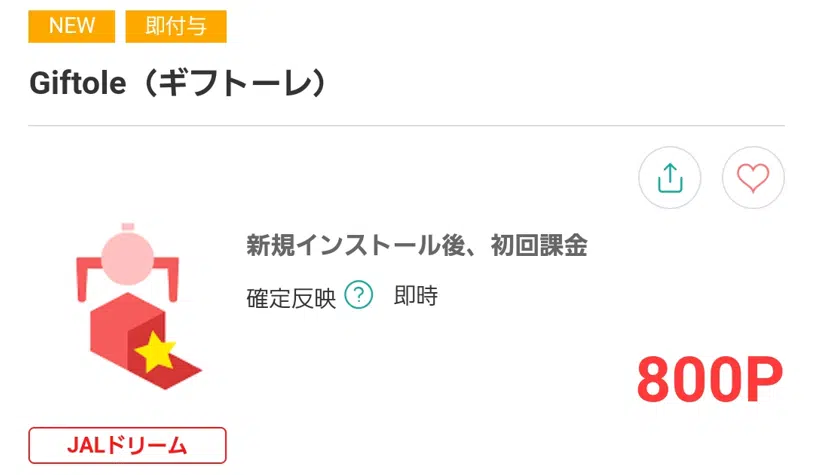 NEW 即付与
Giftole（ギフトーレ）
新規インストール後、初回課金
確定反映 ? 即時
800P
JALドリーム